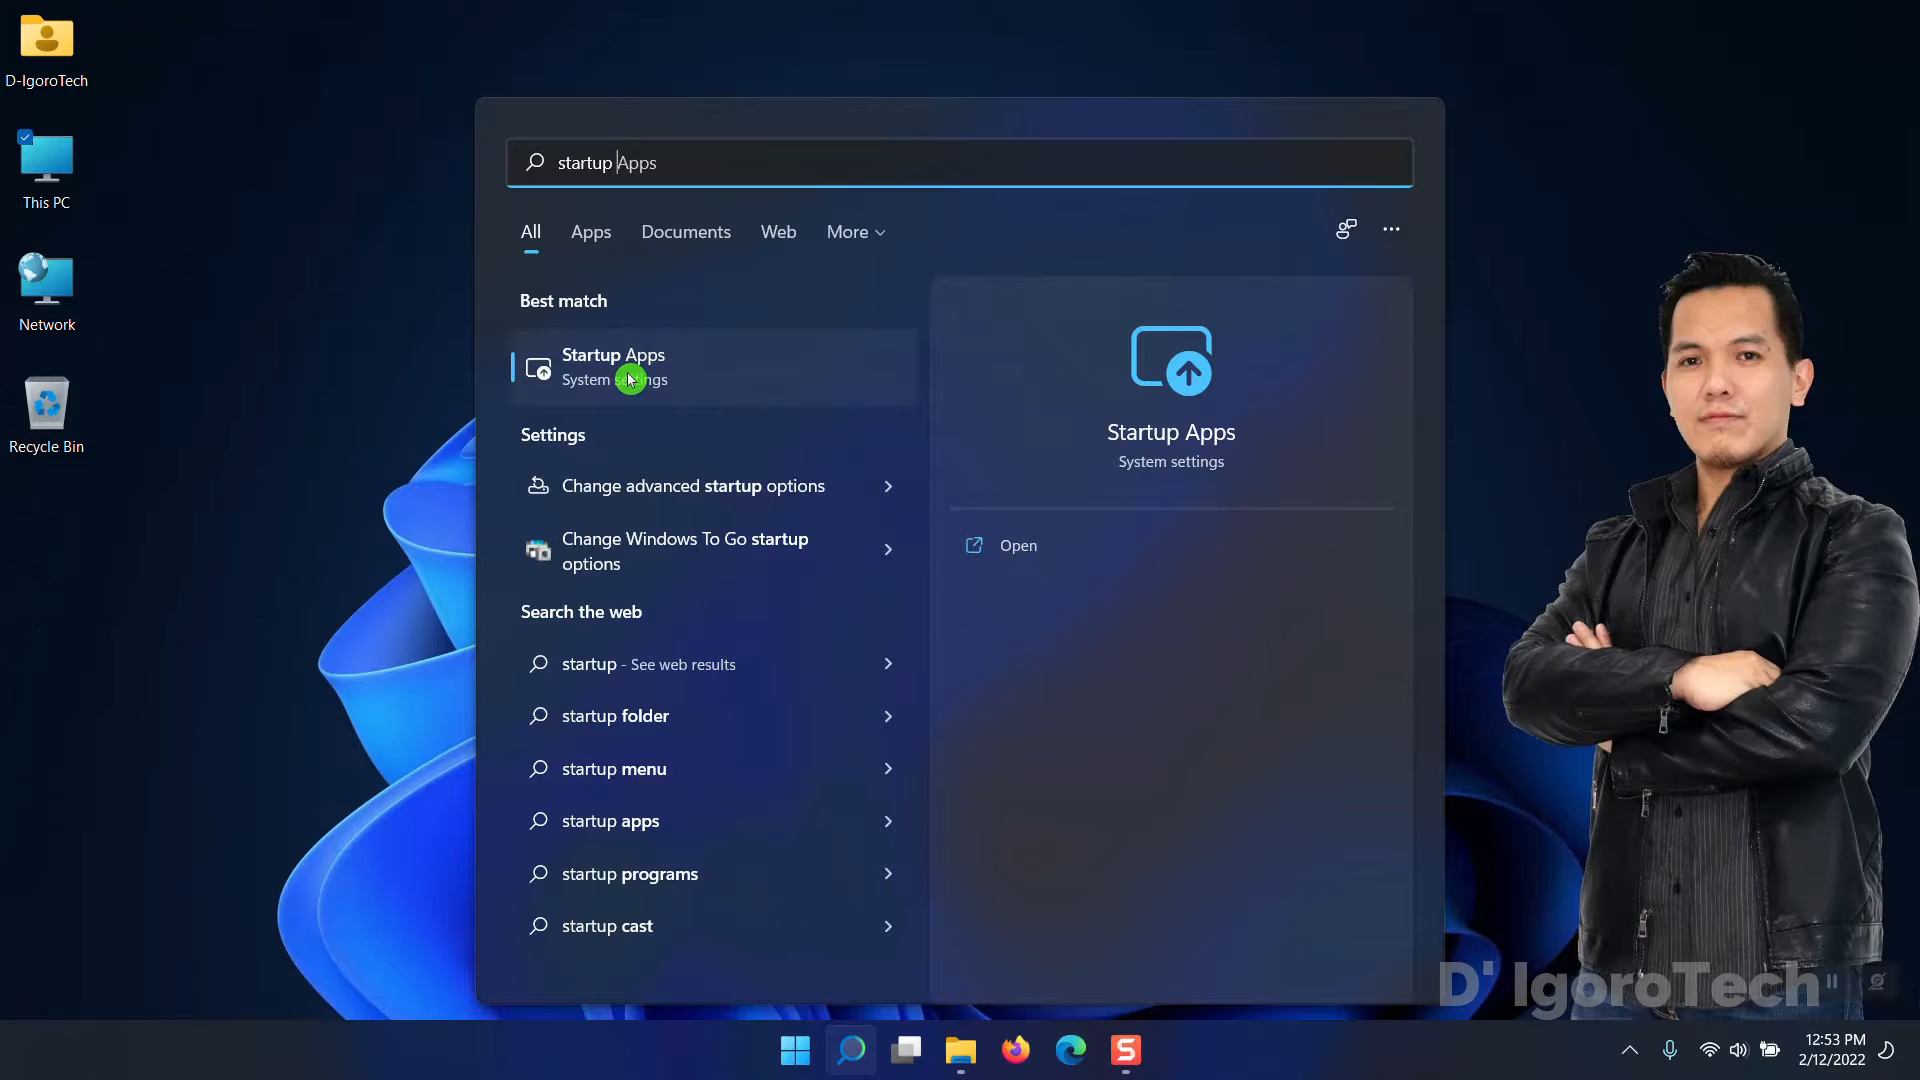 D-IgoroTech
This PC
Network
Recycle Bin
startup Apps
All Apps Documents Web More
Best match
Startup Apps
System settings
Settings
Change advanced startup options
Change Windows To Go startup
options
Search the web
startup - See web results
startup folder
startup menu
startup apps
startup programs
startup cast
Startup Apps
System settings
Open
D' IgoroTech
12:53 PM
2/12/2022